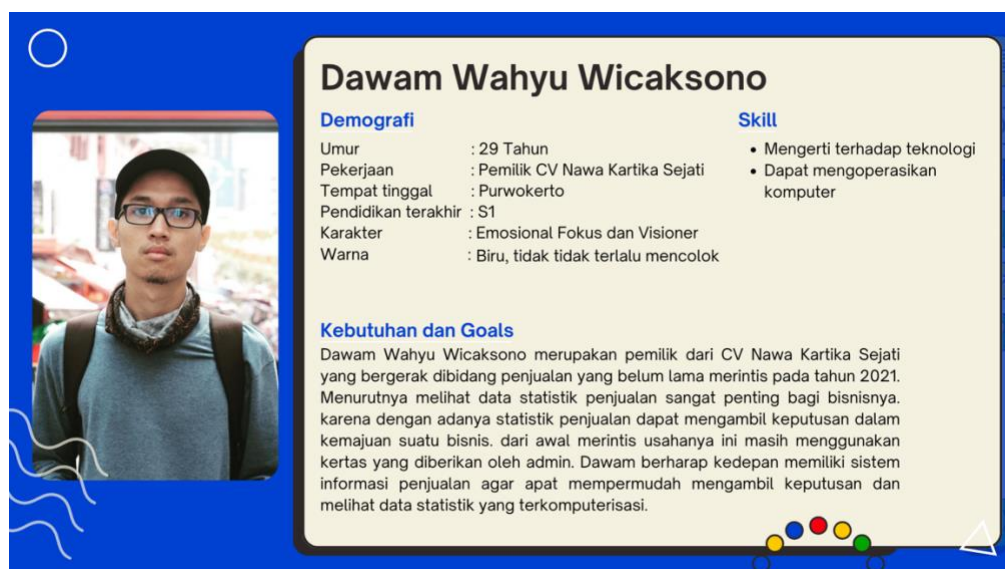 Dawam Wahyu Wicaksono
Demografi
Umur : 29 Tahun
Pekerjaan : Pemilik CV Nawa Kartika Sejati
Tempat tinggal : Purwokerto
Pendidikan terakhir : S1
Karakter : Emosional Fokus dan Visioner
Warna : Biru, tidak tidak terlalu mencolok
Skill
• Mengerti terhadap teknologi
• Dapat mengoperasikan
komputer
Kebutuhan dan Goals
Dawam Wahyu Wicaksono merupakan pemilik dari CV Nawa Kartika Sejati
yang bergerak dibidang penjualan yang belum lama merintis pada tahun 2021.
Menurutnya melihat data statistik penjualan sangat penting bagi bisnisnya.
karena dengan adanya statistik penjualan dapat mengambil keputusan dalam
kemajuan suatu bisnis. dari awal merintis usahanya ini masih menggunakan
kertas yang diberikan oleh admin. Dawam berharap kedepan memiliki sistem
informasi penjualan agar apat mempermudah mengambil keputusan dan
melihat data statistik yang terkomputerisasi.